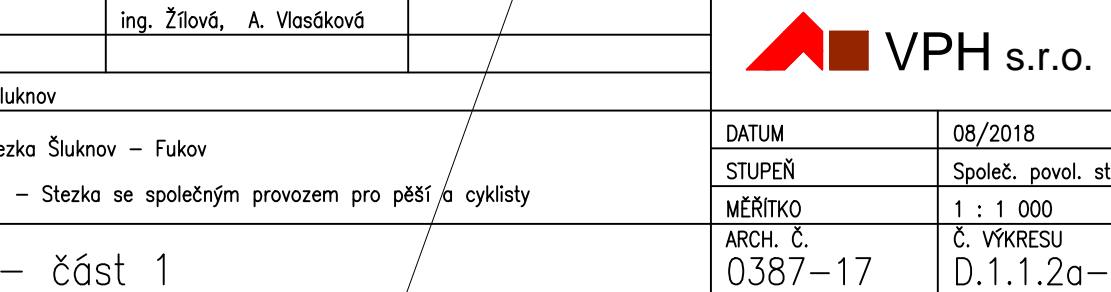 ing. Žílová, A. Vlasáková
VPH s.r.o.
luknov
ezka Šluknov – Fukov
– Stezka se společným provozem pro pěší a cyklisty
– část 1
DATUM 08/2018
STUPEŇ Společ. povol. st
MĚŘÍTKO 1 : 1 000
ARCH. Č. Č. VÝKRESU
0387–17 D.1.1.2a–